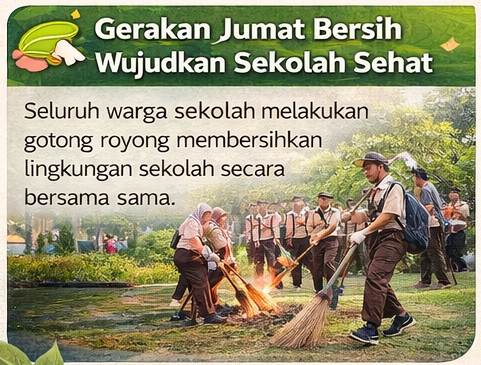 Gerakan Jumat Bersih
Wujudkan Sekolah Sehat
Seluruh warga sekolah melakukan
gotong royong membersihkan
lingkungan sekolah secara
bersama sama.